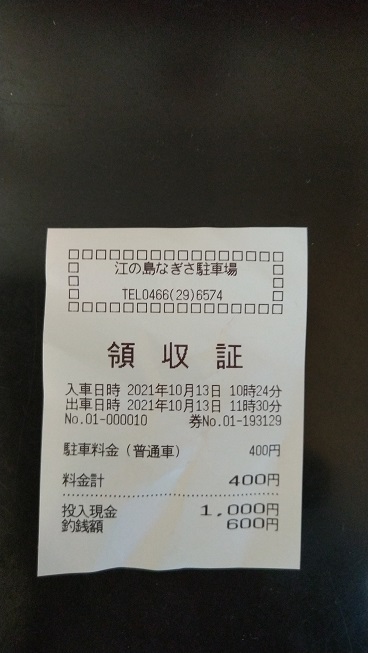 江の島なぎさ駐車場
TEL0466(29)6574
領収証
入車日時 2021年10月13日 10時24分
出車日時 2021年10月13日 11時30分
No.01-000010 券No.01-193129
駐車料金(普通車) 400円
料金計 400円
投入現金 1,000円
釣銭額 600円